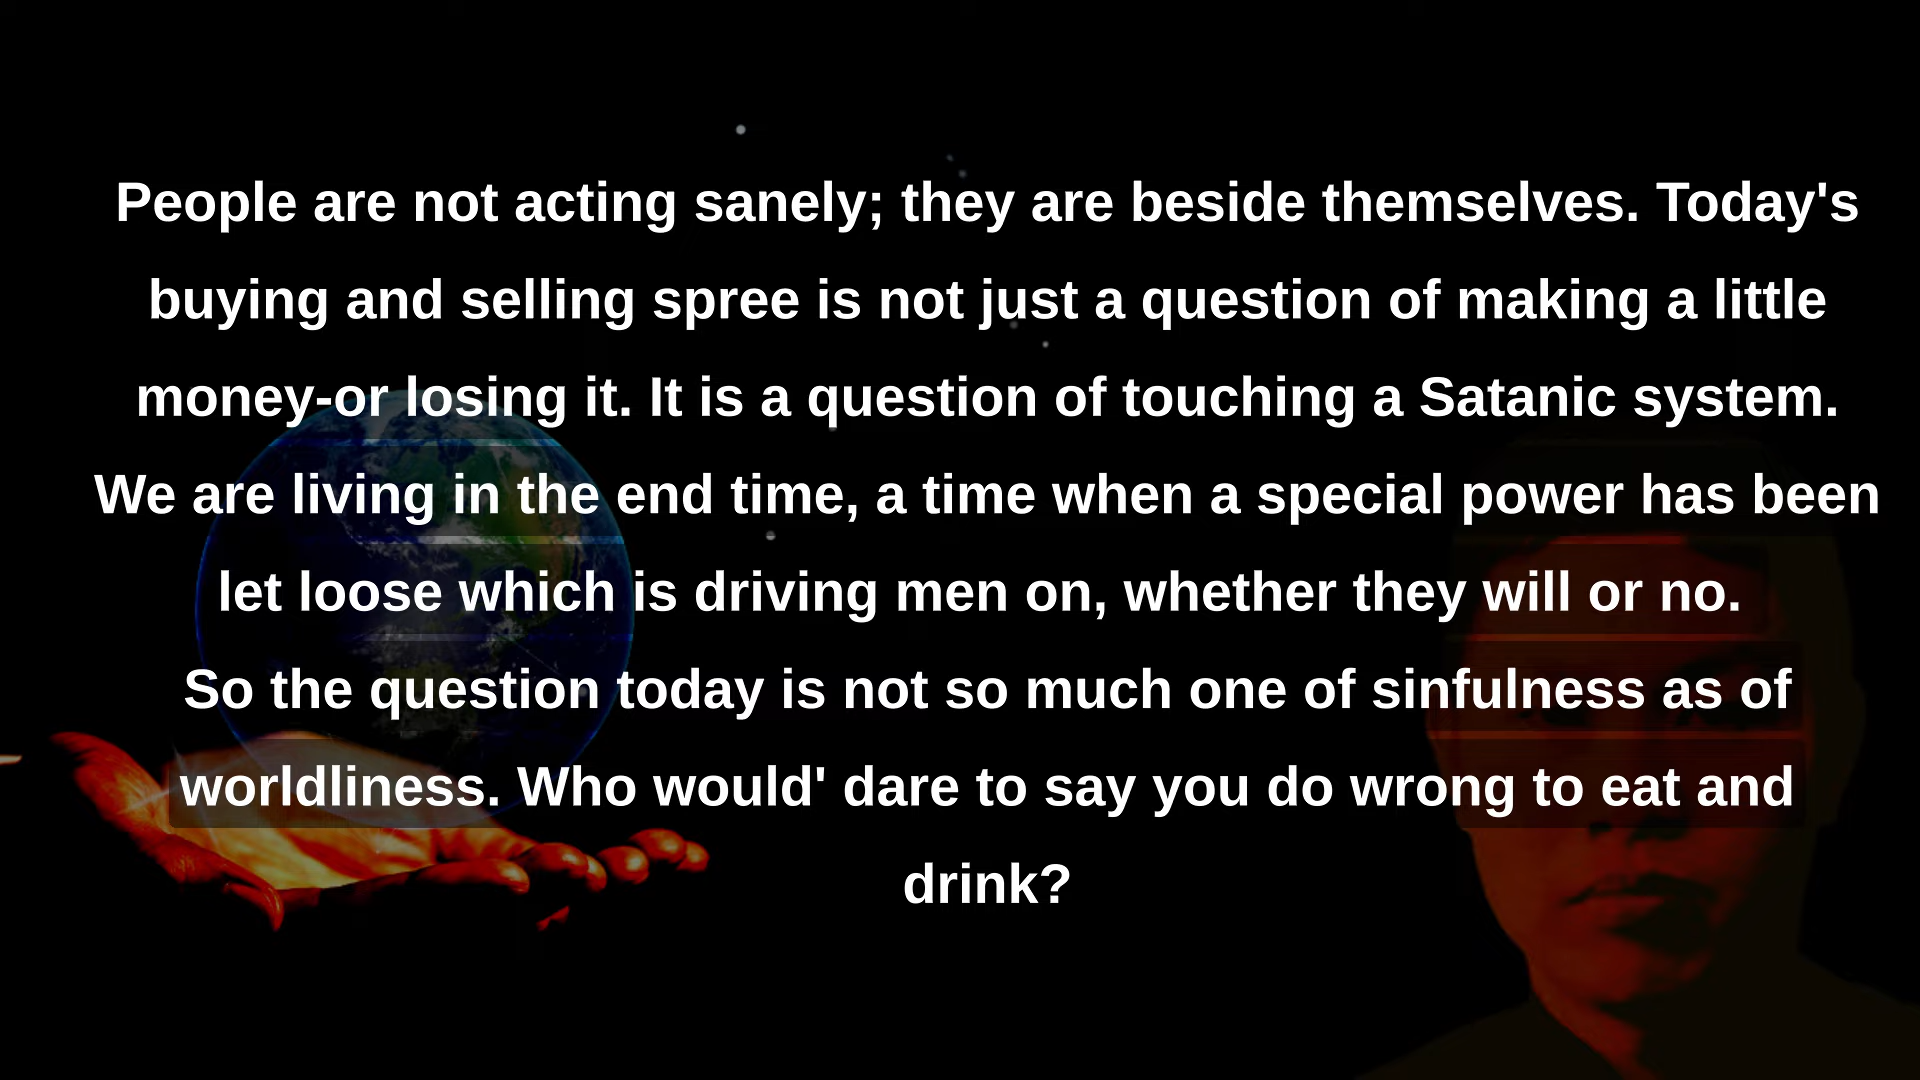 People are not acting sanely; they are beside themselves. Today's
buying and selling spree is not just a question of making a little
money-or losing it. It is a question of touching a Satanic system.
We are living in the end time, a time when a special power has been
let loose which is driving men on, whether they will or no.
So the question today is not so much one of sinfulness as of
worldliness. Who would' dare to say you do wrong to eat and
drink?